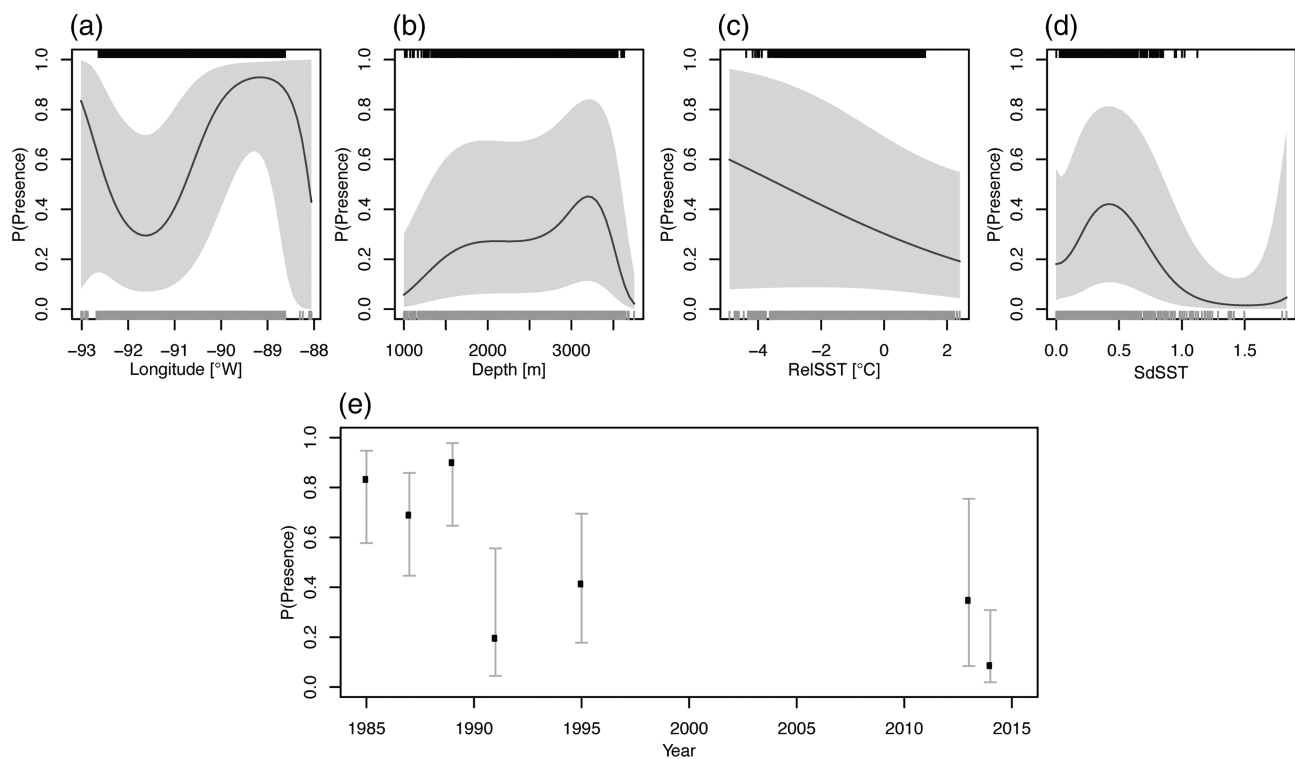 (a) (b) (c) (d)
P(Presence) 0.0 0.2 0.4 0.6 0.8 1.0
−93 −92 −91 −90 −89 −88
Longitude [°W]
P(Presence) 0.0 0.2 0.4 0.6 0.8 1.0
1000 2000 3000
Depth [m]
P(Presence) 0.0 0.2 0.4 0.6 0.8 1.0
−4 −2 0 2
RelSST [°C]
P(Presence) 0.0 0.2 0.4 0.6 0.8 1.0
0.0 0.5 1.0 1.5
SdSST
(e)
P(Presence) 0.0 0.2 0.4 0.6 0.8 1.0
1985 1990 1995 2000 2005 2010 2015
Year